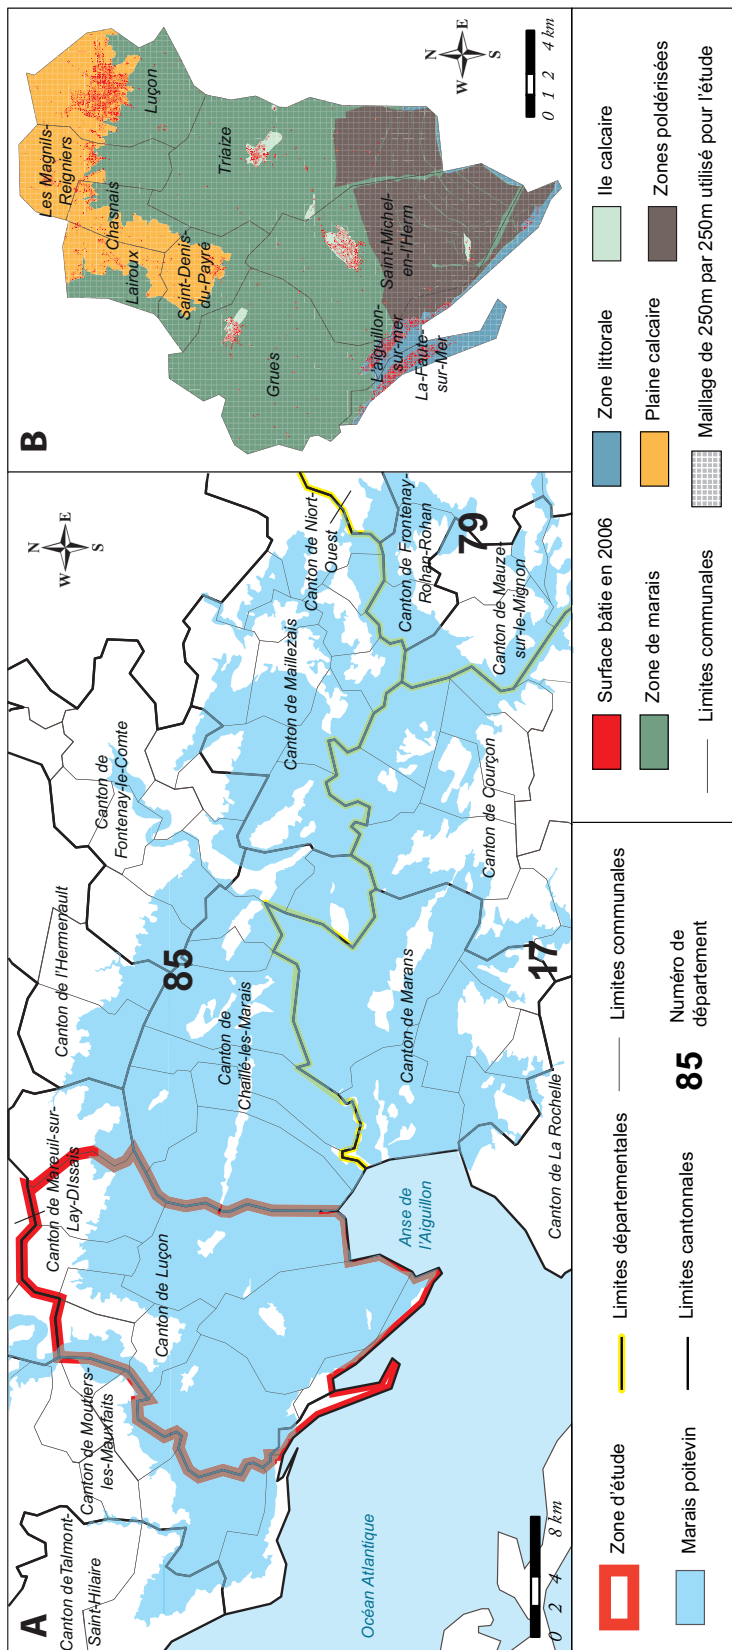 A
Canton de Talmont-
Saint-Hilaire
Canton de Moutiers-
les-Mauxfaits
Canton de Mareuil-sur-
Lay-DIssais
Canton de l'Hermenault
Canton de
Fontenay-le-Comte
Canton de Luçon
85
Canton de
Chaillé-les-Marais
Canton de Maillezais
Canton de Niort-
Ouest
Canton de Frontenay-
Rohan-Rohan
79
Canton de Mauze-
sur-le-Mignon
Canton de Marans
Canton de Courçon
17
Canton de La Rochelle
Anse de
l'Aiguillon
Océan Atlantique
N
W E
S
0 2 4 8 km
B
Les Magnils-
Reigniers
Luçon
Chasnais
Lairoux
Saint-Denis-
du-Payré
Triaize
Grues
Saint-Michel-
en-l'Herm
L'aiguillon-
sur-mer
La-Faute-
sur-Mer
N
W E
S
0 1 2 4 km
Zone d'étude
Limites départementales
Limites communales
Marais poitevin
Limites cantonnales
85
Numéro de
département
Surface bâtie en 2006
Zone littorale
Ile calcaire
Zone de marais
Plaine calcaire
Zones poldérisées
Limites communales
Maillage de 250m par 250m utilisé pour l'étude